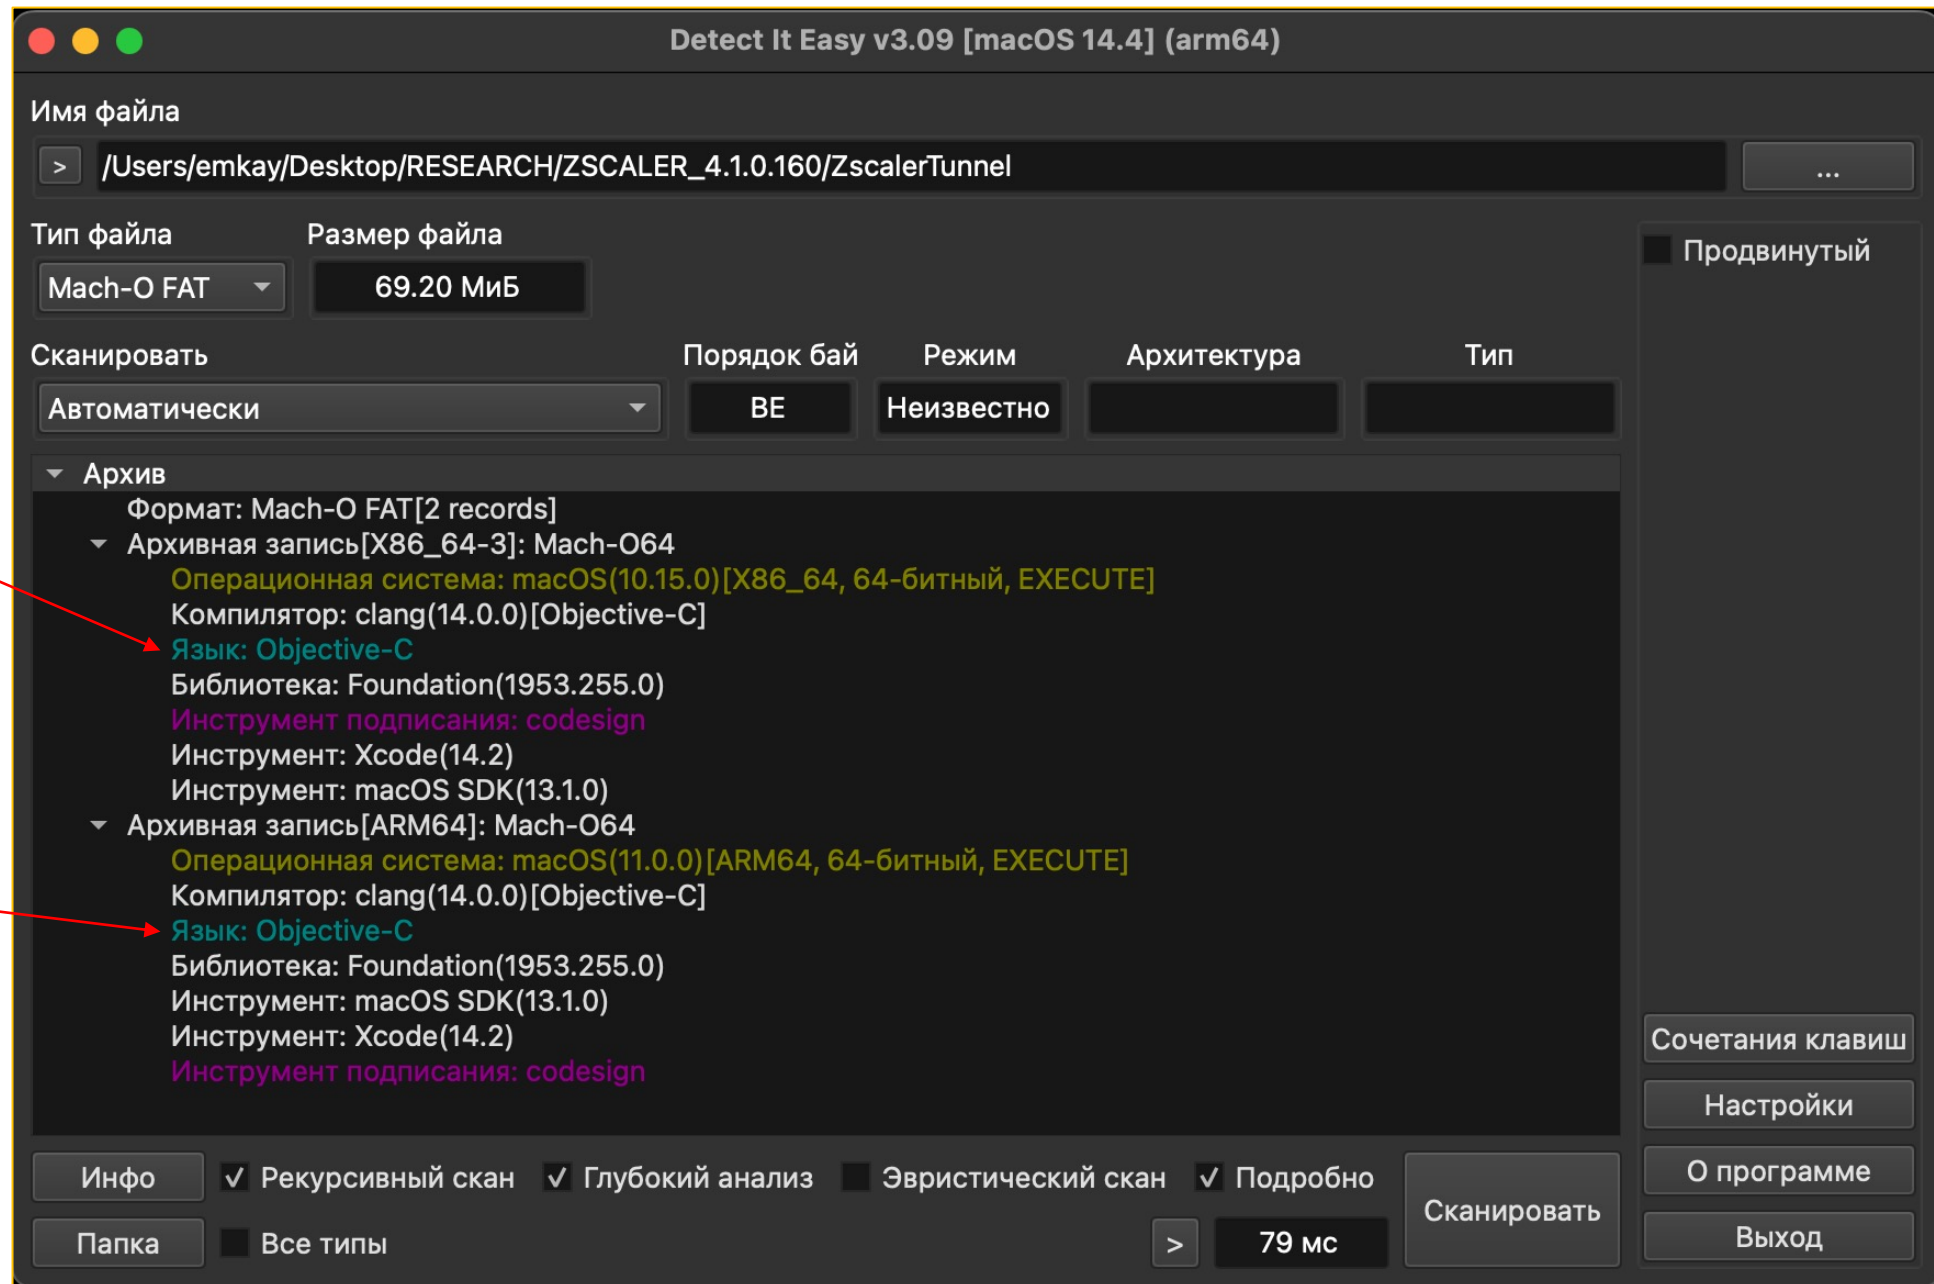 Detect It Easy v3.09 [macOS 14.4] (arm64)
Имя файла
> /Users/emkay/Desktop/RESEARCH/ZSCALER_4.1.0.160/ZscalerTunnel ...
Тип файла Размер файла
Продвинутый
Mach-O FAT 69.20 МиБ
Сканировать Порядок бай Режим Архитектура Тип
Автоматически BE Неизвестно
Архив
Формат: Mach-O FAT[2 records]
Архивная запись[X86_64-3]: Mach-O64
Операционная система: macOS(10.15.0)[X86_64, 64-битный, EXECUTE]
Компилятор: clang(14.0.0)[Objective-C]
Язык: Objective-C
Библиотека: Foundation(1953.255.0)
Инструмент подписания: codesign
Инструмент: Xcode(14.2)
Инструмент: macOS SDK(13.1.0)
Архивная запись[ARM64]: Mach-O64
Операционная система: macOS(11.0.0)[ARM64, 64-битный, EXECUTE]
Компилятор: clang(14.0.0)[Objective-C]
Язык: Objective-C
Библиотека: Foundation(1953.255.0)
Инструмент: macOS SDK(13.1.0)
Инструмент: Xcode(14.2)
Инструмент подписания: codesign
Сочетания клавиш
Настройки
О программе
Выход
Инфо Рекурсивный скан Глубокий анализ Эвристический скан Подробно
Сканировать
Папка Все типы > 79 мс